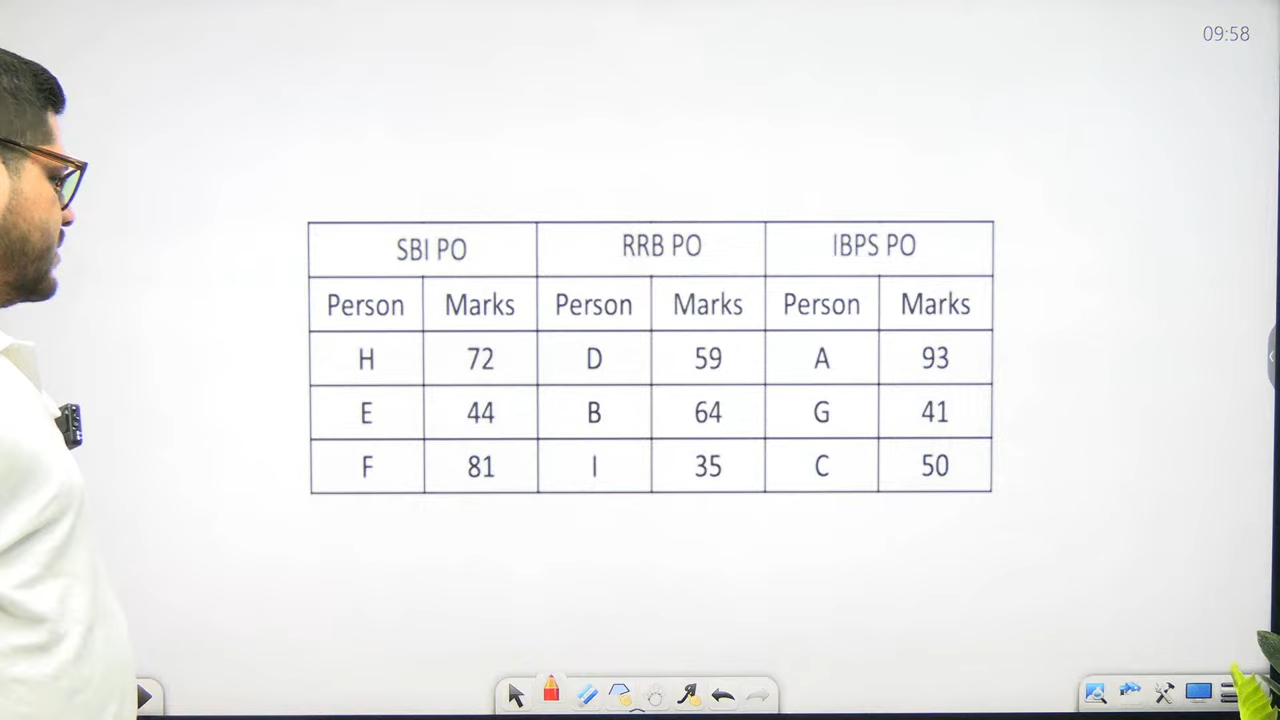 09:58
SBI PO RRB PO IBPS PO
Person Marks Person Marks Person Marks
H 72 D 59 A 93
E 44 B 64 G 41
F 81 I 35 C 50